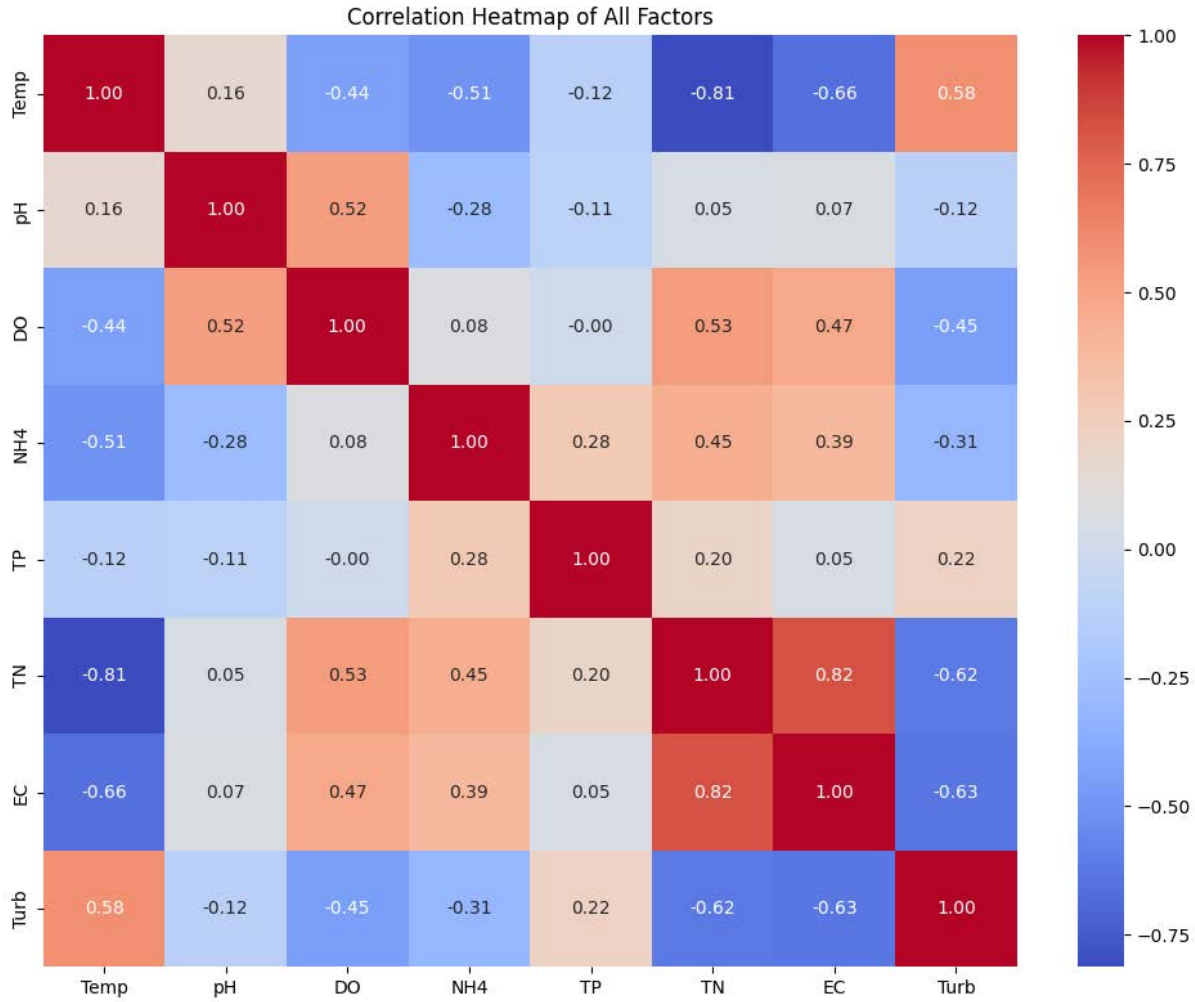 Correlation Heatmap of All Factors
Temp 1.00 0.16 -0.44 -0.51 -0.12 -0.81 -0.66 0.58
pH 0.16 1.00 0.52 -0.28 -0.11 0.05 0.07 -0.12
DO -0.44 0.52 1.00 0.08 -0.00 0.53 0.47 -0.45
NH4 -0.51 -0.28 0.08 1.00 0.28 0.45 0.39 -0.31
TP -0.12 -0.11 -0.00 0.28 1.00 0.20 0.05 0.22
TN -0.81 0.05 0.53 0.45 0.20 1.00 0.82 -0.62
EC -0.66 0.07 0.47 0.39 0.05 0.82 1.00 -0.63
Turb 0.58 -0.12 -0.45 -0.31 0.22 -0.62 -0.63 1.00
Temp pH DO NH4 TP TN EC Turb
1.00
0.75
0.50
0.25
0.00
−0.25
−0.50
−0.75